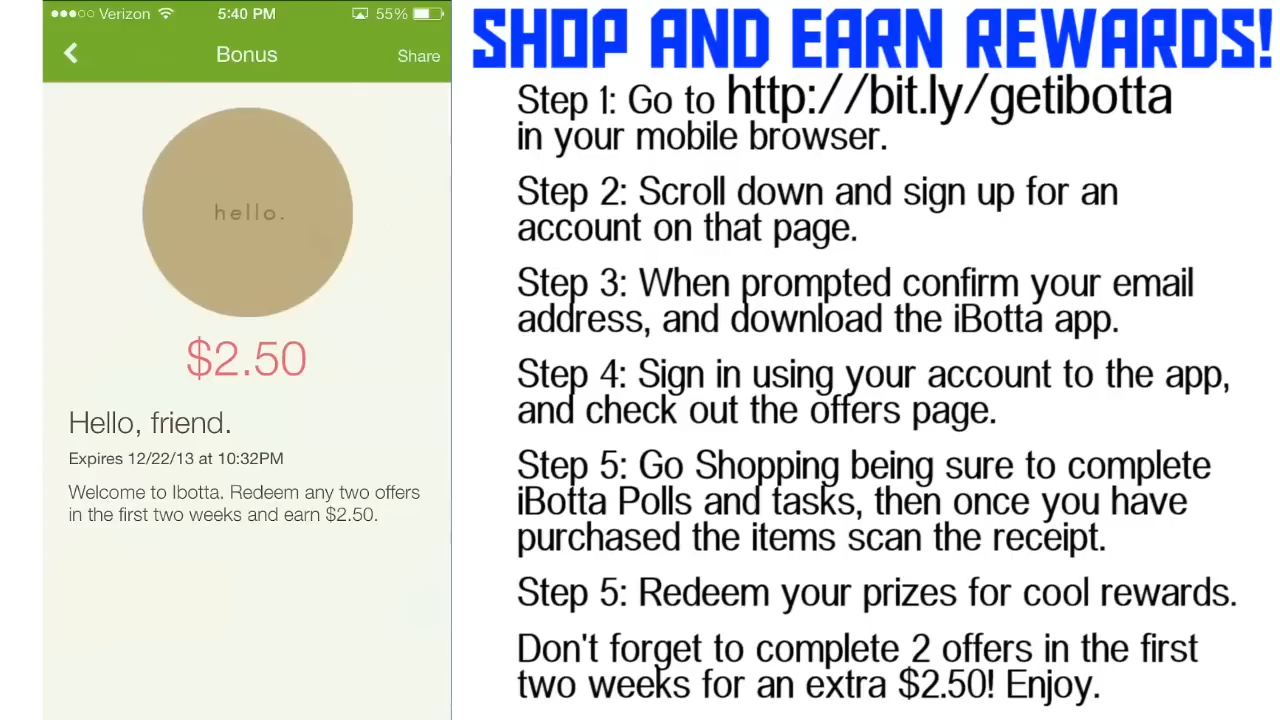 ●●●○○ Verizon 5:40 PM 55%
Bonus
Share
hello.
$2.50
Hello, friend.
Expires 12/22/13 at 10:32PM
Welcome to Ibotta. Redeem any two offers
in the first two weeks and earn $2.50.
SHOP AND EARN REWARDS!
Step 1: Go to http://bit.ly/getibotta
in your mobile browser.
Step 2: Scroll down and sign up for an
account on that page.
Step 3: When prompted confirm your email
address, and download the iBotta app.
Step 4: Sign in using your account to the app,
and check out the offers page.
Step 5: Go Shopping being sure to complete
iBotta Polls and tasks, then once you have
purchased the items scan the receipt.
Step 5: Redeem your prizes for cool rewards.
Don't forget to complete 2 offers in the first
two weeks for an extra $2.50! Enjoy.